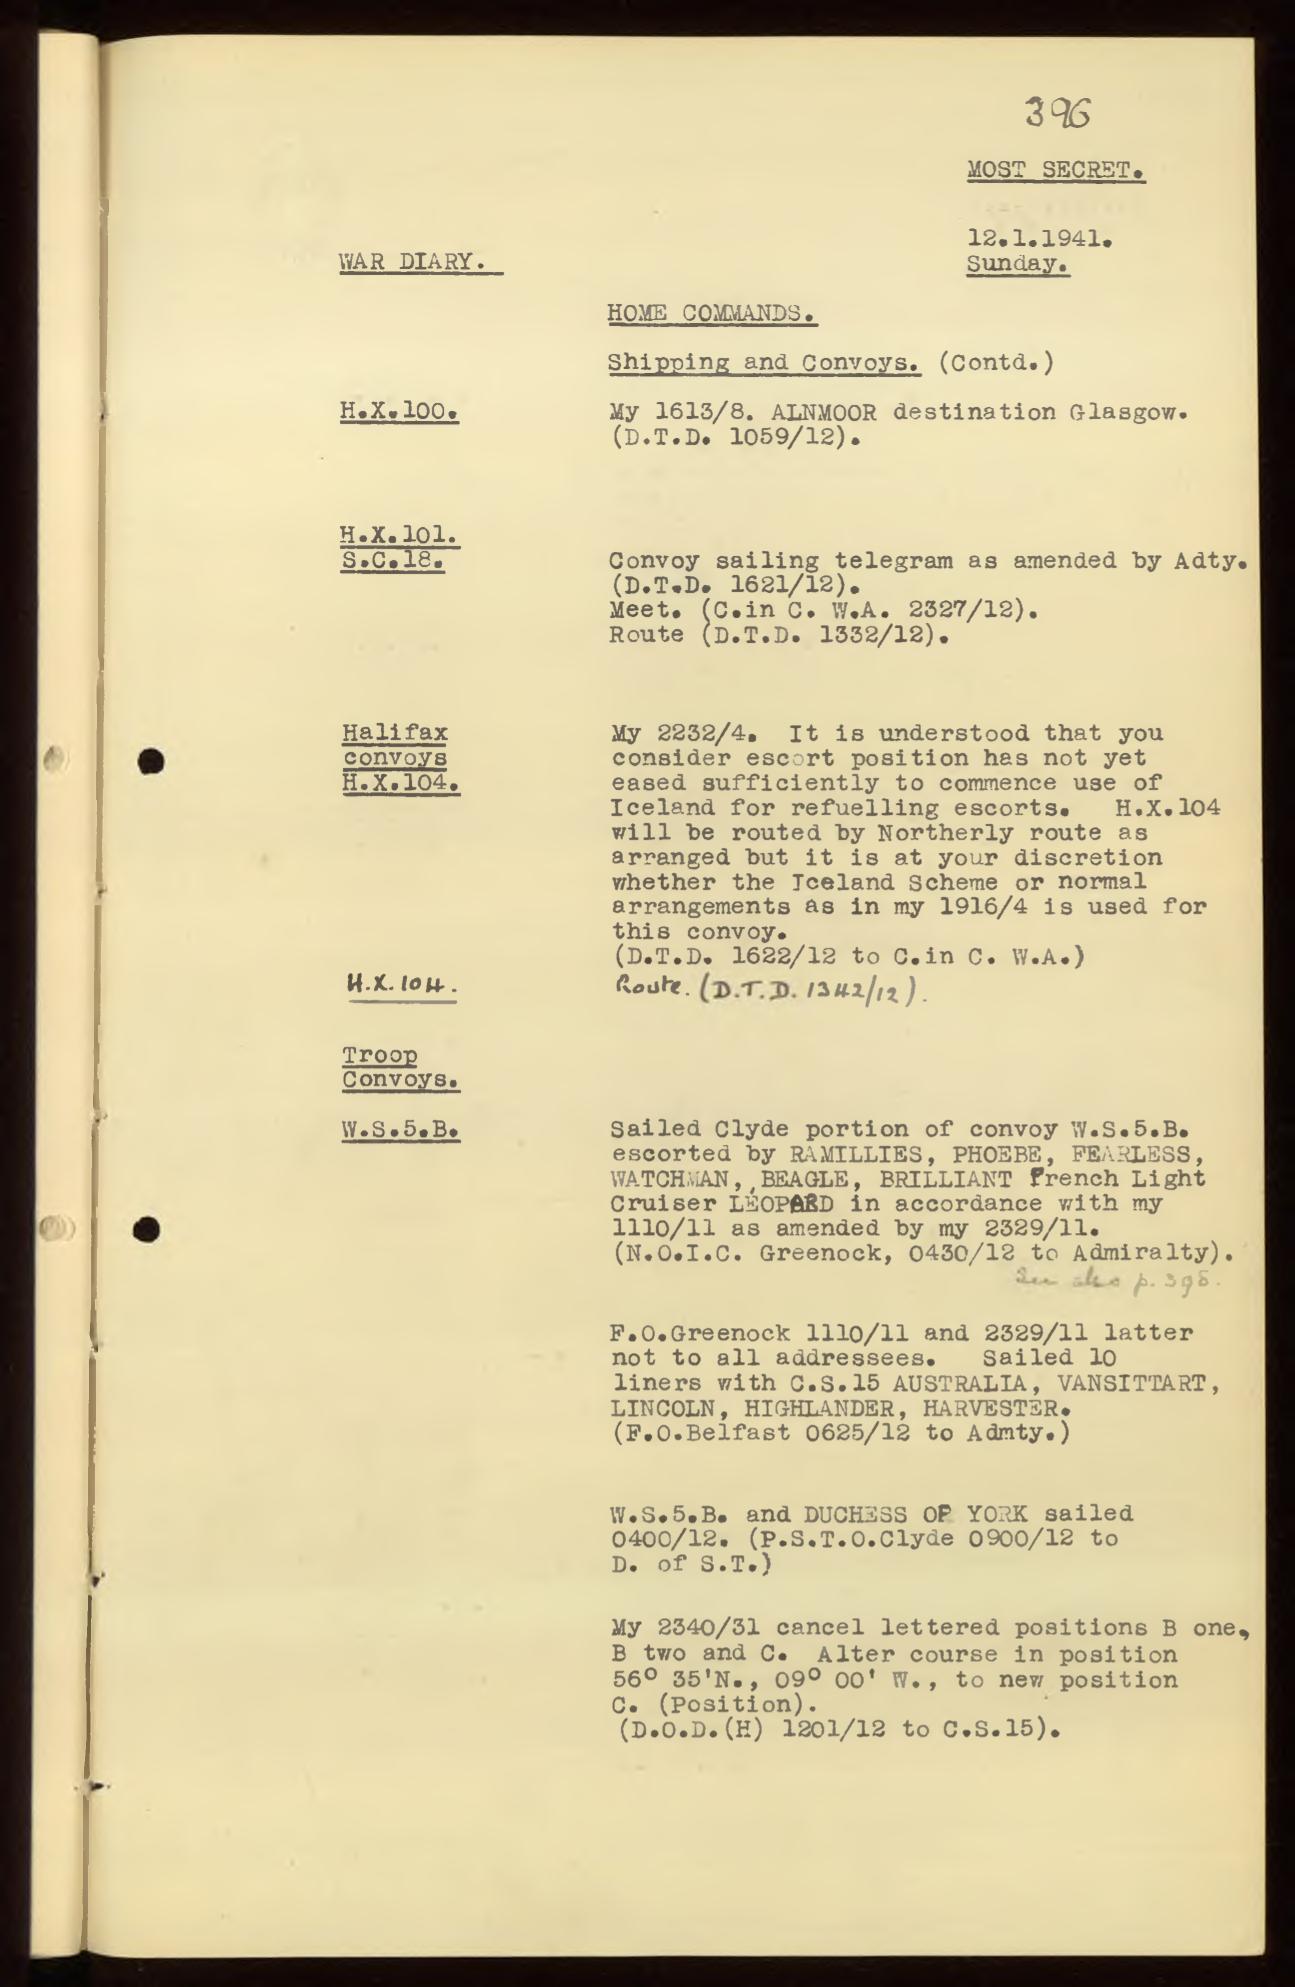 396
MOST SECRET.
12.1.1941.
Sunday.
WAR DIARY.
HOME COMMANDS.
Shipping and Convoys. (Contd.)
H.X.100.
My 1613/8. ALNMOOR destination Glasgow.
(D.T.D. 1059/12).
H.X.101.
S.C.18.
Convoy sailing telegram as amended by Adty.
(D.T.D. 1621/12).
Meet. (C.in C. W.A. 2327/12).
Route (D.T.D. 1332/12).
Halifax
convoys
H.X.104.
My 2232/4. It is understood that you
consider escort position has not yet
eased sufficiently to commence use of
Iceland for refuelling escorts. H.X.104
will be routed by Northerly route as
arranged but it is at your discretion
whether the Iceland Scheme or normal
arrangements as in my 1916/4 is used for
this convoy.
(D.T.D. 1622/12 to C.in C. W.A.)
H.X.104.
Route. (D.T.D. 1342/12).
Troop
Convoys.
W.S.5.B.
Sailed Clyde portion of convoy W.S.5.B.
escorted by RAMILLIES, PHOEBE, FEARLESS,
WATCHMAN, BEAGLE, BRILLIANT French Light
Cruiser LÉOPARD in accordance with my
1110/11 as amended by my 2329/11.
(N.O.I.C. Greenock, 0430/12 to Admiralty).
See also p. 398.
F.O.Greenock 1110/11 and 2329/11 latter
not to all addressees. Sailed 10
liners with C.S.15 AUSTRALIA, VANSITTART,
LINCOLN, HIGHLANDER, HARVESTER.
(F.O.Belfast 0625/12 to Admty.)
W.S.5.B. and DUCHESS OF YORK sailed
0400/12. (P.S.T.O.Clyde 0900/12 to
D. of S.T.)
My 2340/31 cancel lettered positions B one,
B two and C. Alter course in position
56° 35'N., 09° 00' W., to new position
C. (Position).
(D.O.D.(H) 1201/12 to C.S.15).